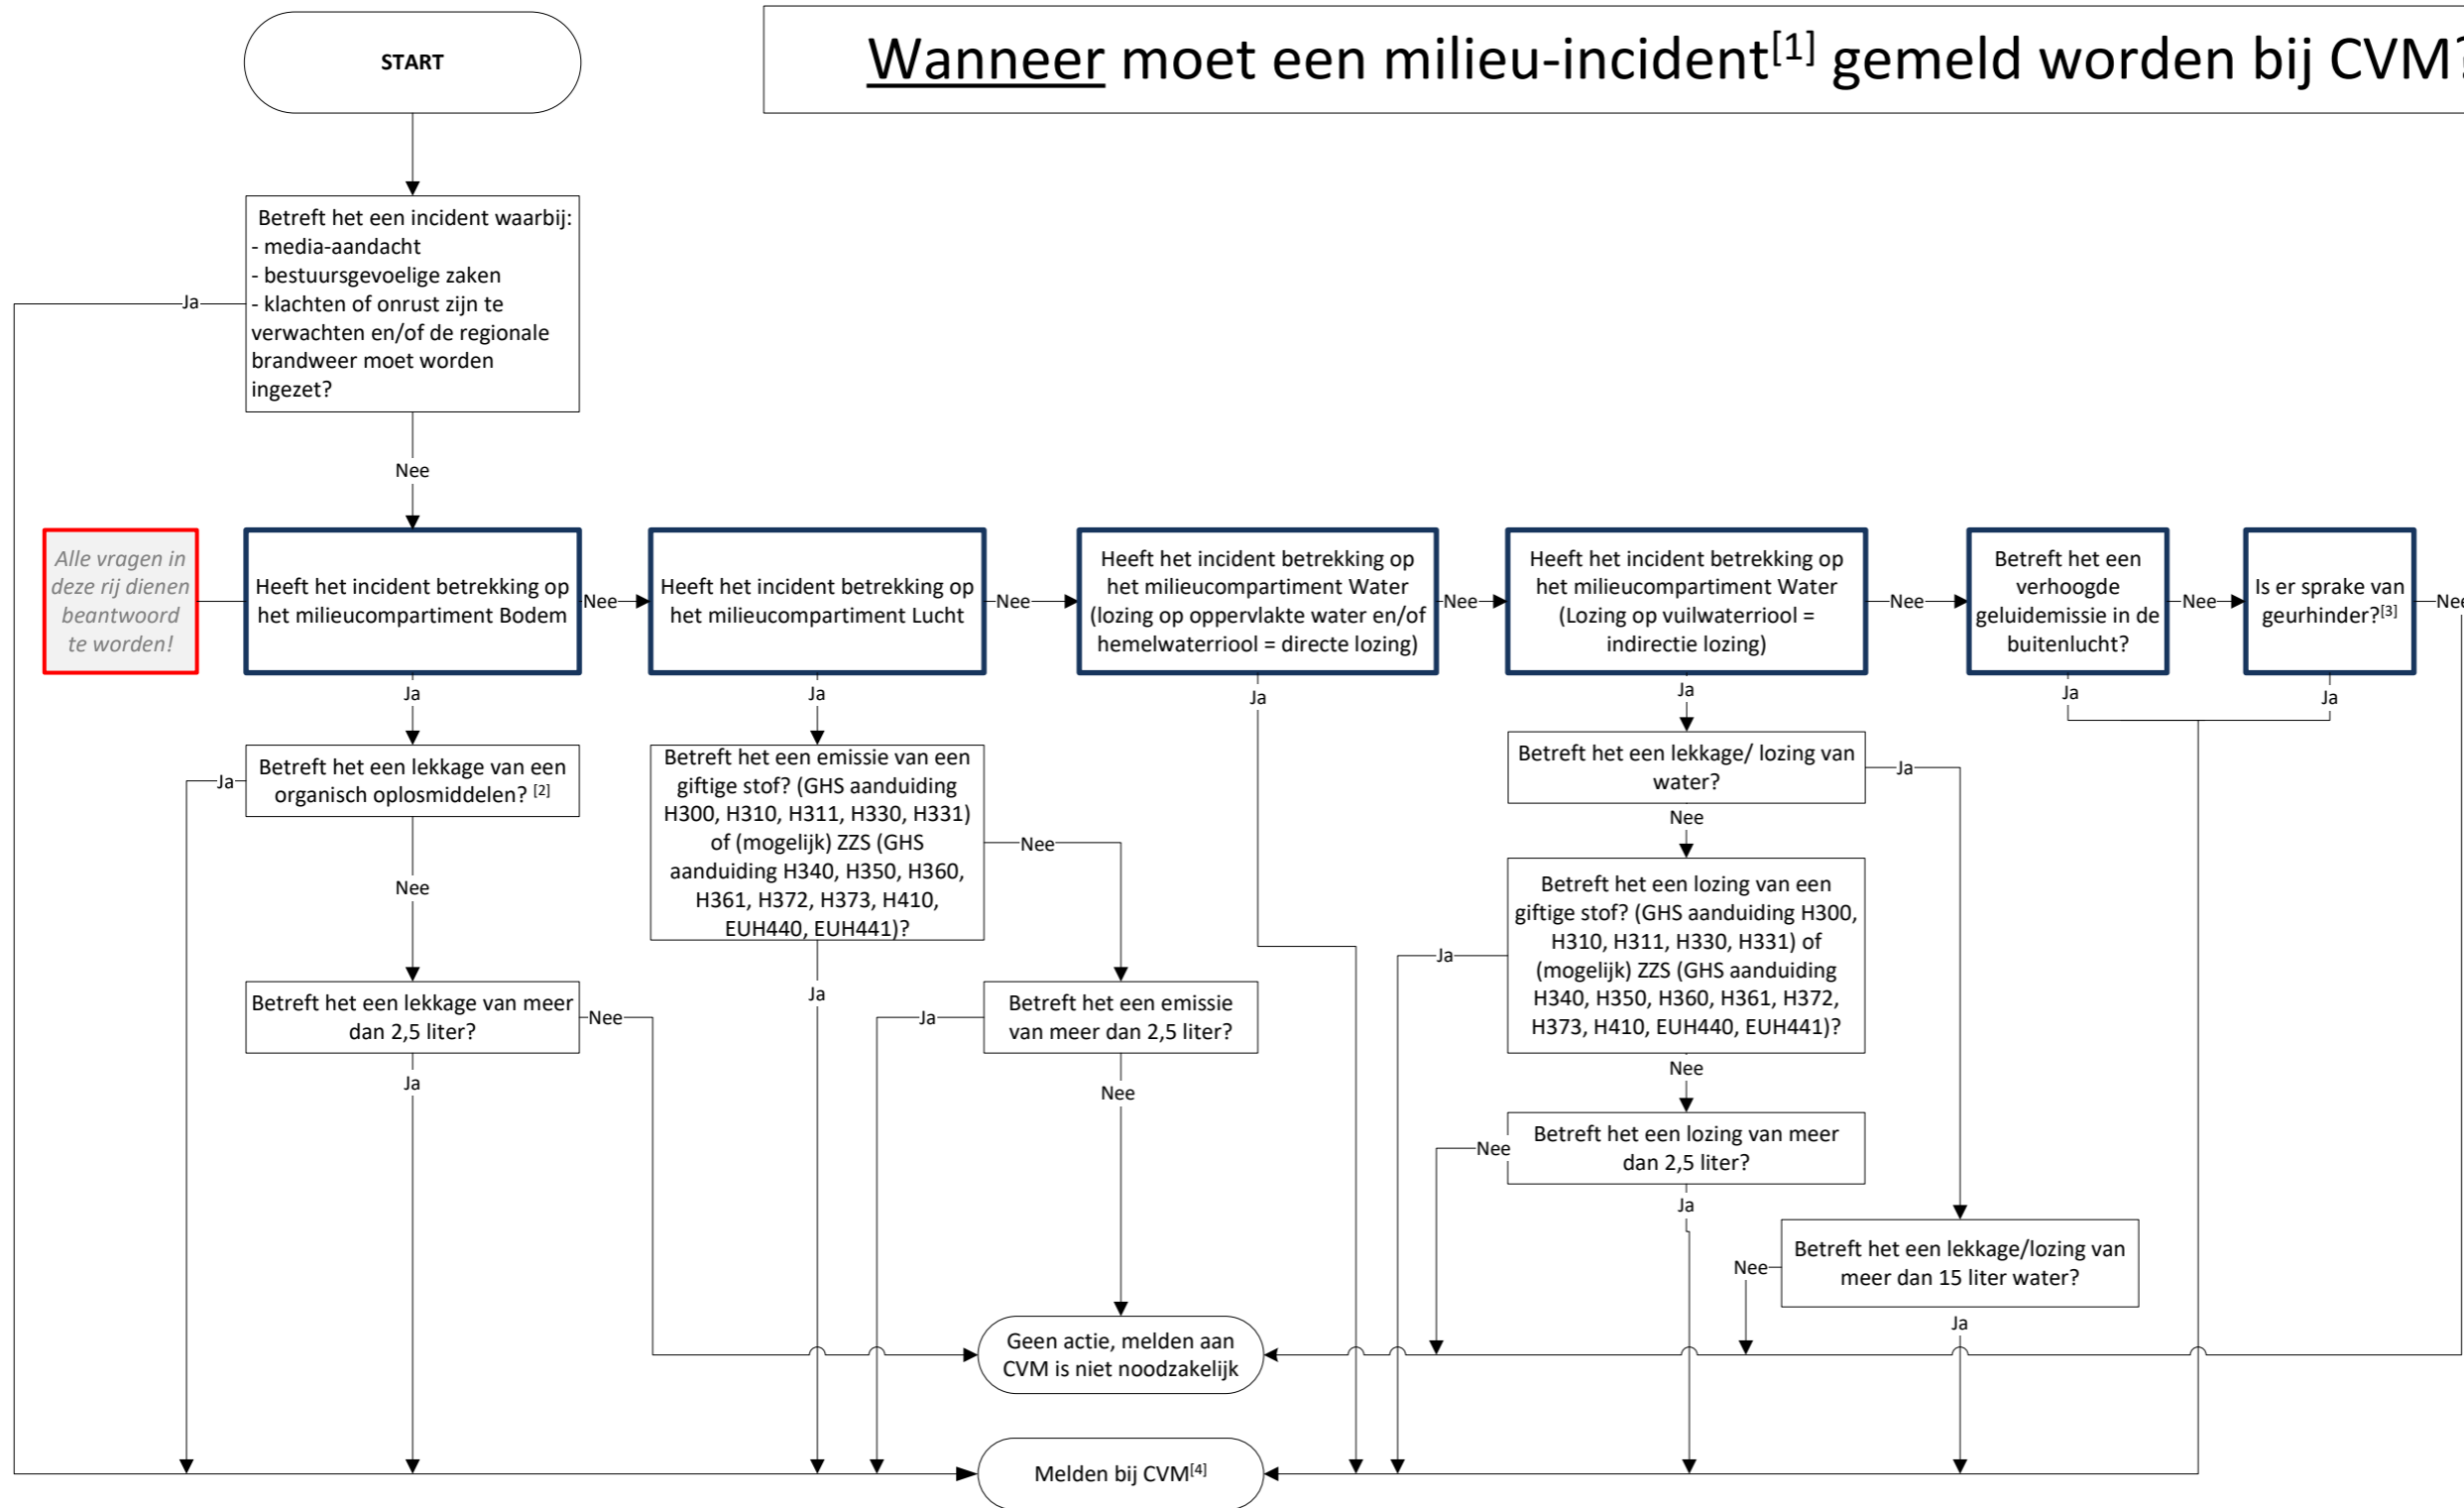 START
Wanneer moet een milieu-incident[1] gemeld worden bij CVM?
Betreft het een incident waarbij:
- media-aandacht
- bestuursgevoelige zaken
- klachten of onrust zijn te
verwachten en/of de regionale
brandweer moet worden
ingezet?
Ja
Nee
Alle vragen in
deze rij dienen
beantwoord
te worden!
Heeft het incident betrekking op
het milieucompartiment Bodem
Nee
Heeft het incident betrekking op
het milieucompartiment Lucht
Nee
Heeft het incident betrekking op
het milieucompartiment Water
(lozing op oppervlakte water en/of
hemelwaterriool = directe lozing)
Nee
Heeft het incident betrekking op
het milieucompartiment Water
(Lozing op vuilwaterriool =
indirectie lozing)
Nee
Betreft het een
verhoogde
geluidemissie in de
buitenlucht?
Nee
Is er sprake van
geurhinder?[3]
Nee
Ja
Ja
Ja
Ja
Ja
Ja
Betreft het een lekkage van een
organisch oplosmiddelen? [2]
Ja
Nee
Betreft het een lekkage van meer
dan 2,5 liter?
Nee
Ja
Betreft het een emissie van een
giftige stof? (GHS aanduiding
H300, H310, H311, H330, H331)
of (mogelijk) ZZS (GHS
aanduiding H340, H350, H360,
H361, H372, H373, H410,
EUH440, EUH441)?
Nee
Ja
Betreft het een emissie
van meer dan 2,5 liter?
Ja
Nee
Betreft het een lekkage/ lozing van
water?
Ja
Nee
Betreft het een lozing van een
giftige stof? (GHS aanduiding H300,
H310, H311, H330, H331) of
(mogelijk) ZZS (GHS aanduiding
H340, H350, H360, H361, H372,
H373, H410, EUH440, EUH441)?
Ja
Nee
Betreft het een lozing van meer
dan 2,5 liter?
Nee
Ja
Betreft het een lekkage/lozing van
meer dan 15 liter water?
Nee
Ja
Geen actie, melden aan
CVM is niet noodzakelijk
Melden bij CVM[4]